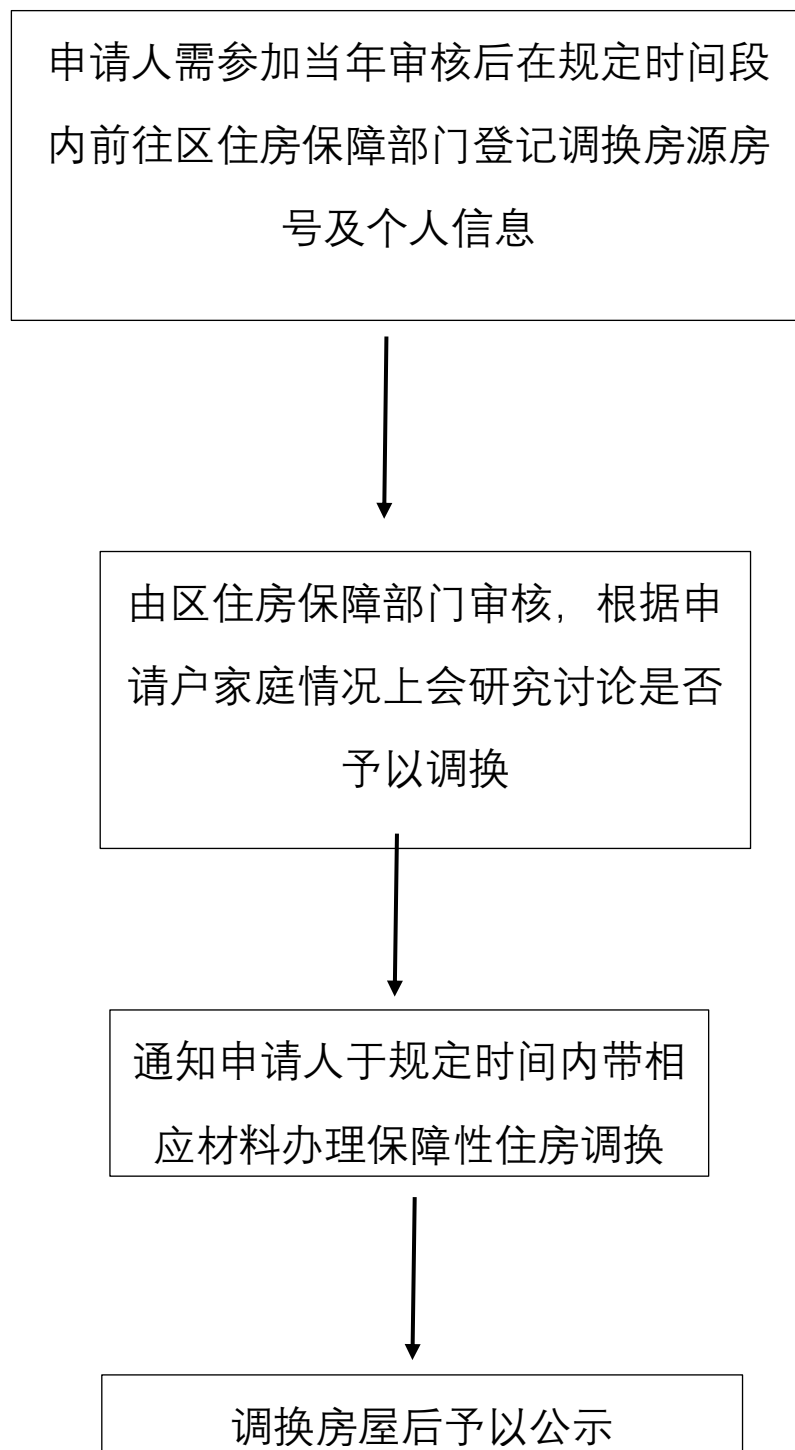 申请人需参加当年审核后在规定时间段
内前往区住房保障部门登记调换房源房
号及个人信息
由区住房保障部门审核，根据申
请户家庭情况上会研究讨论是否
予以调换
通知申请人于规定时间内带相
应材料办理保障性住房调换
调换房屋后予以公示